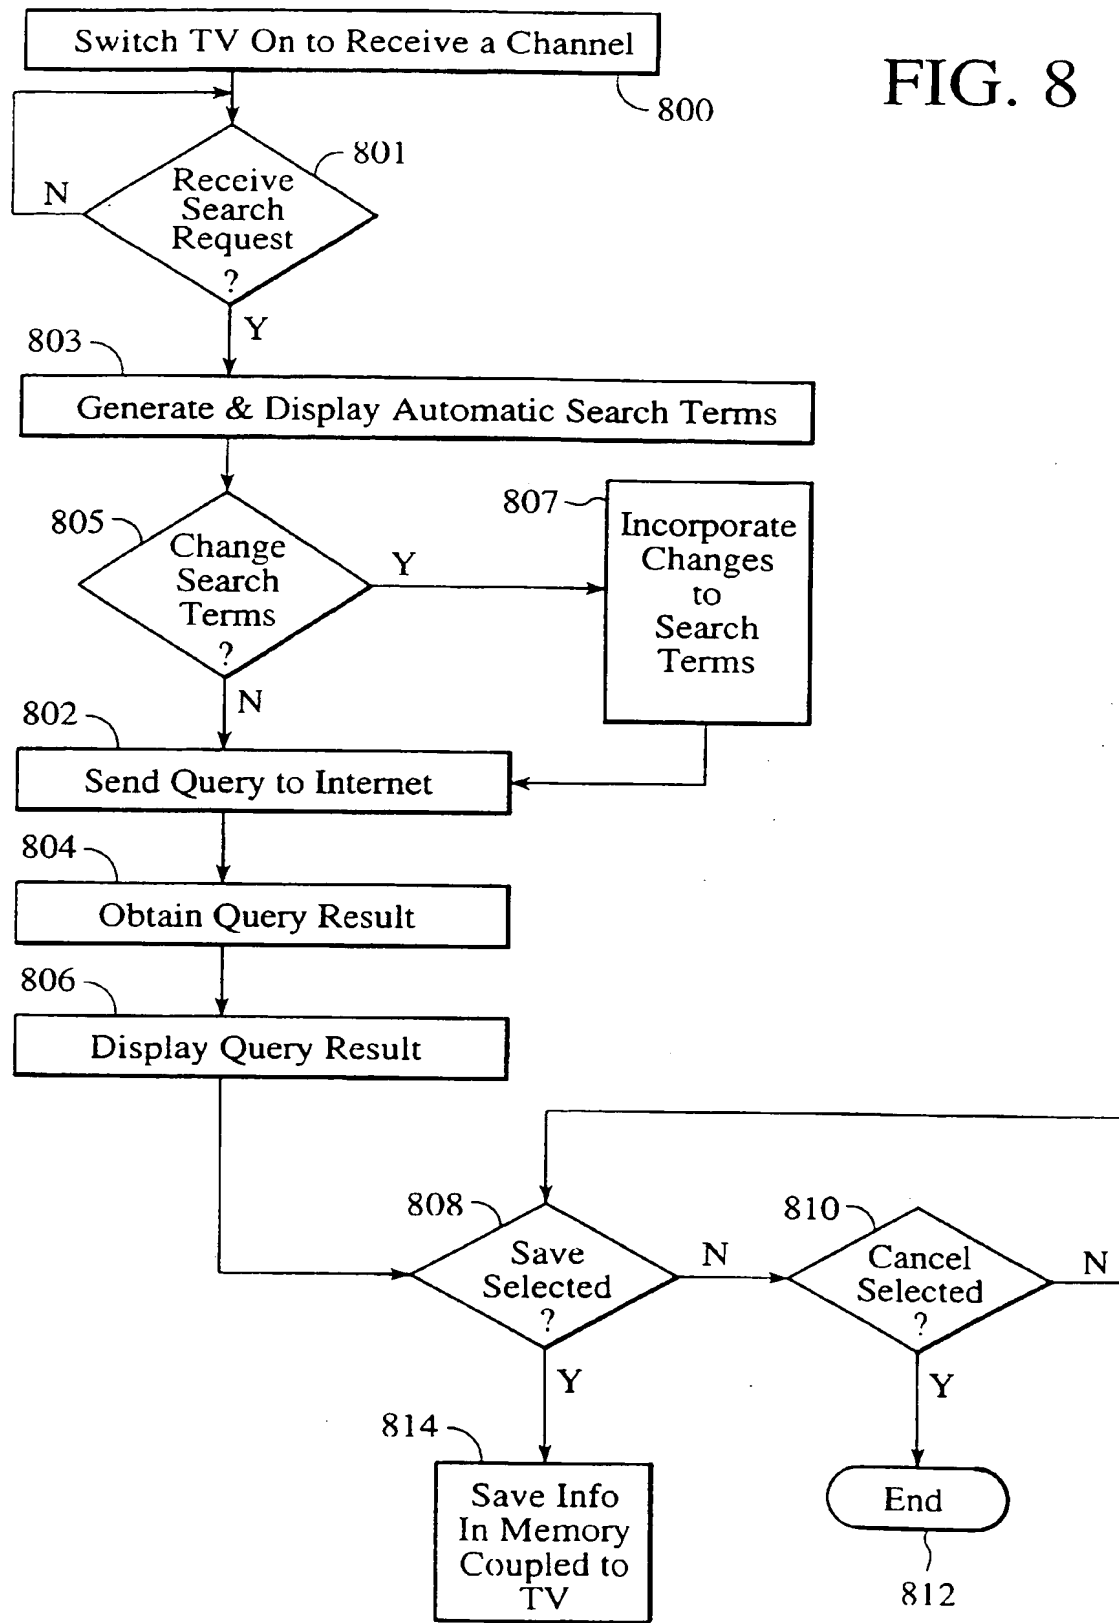 Switch TV On to Receive a Channel
800
FIG. 8
801
Receive
Search
Request
?
N
Y
803
Generate & Display Automatic Search Terms
805
Change
Search
Terms
?
Y
N
807
Incorporate
Changes
to
Search
Terms
802
Send Query to Internet
804
Obtain Query Result
806
Display Query Result
808
Save
Selected
?
N
Y
810
Cancel
Selected
?
N
Y
814
Save Info
In Memory
Coupled to
TV
End
812